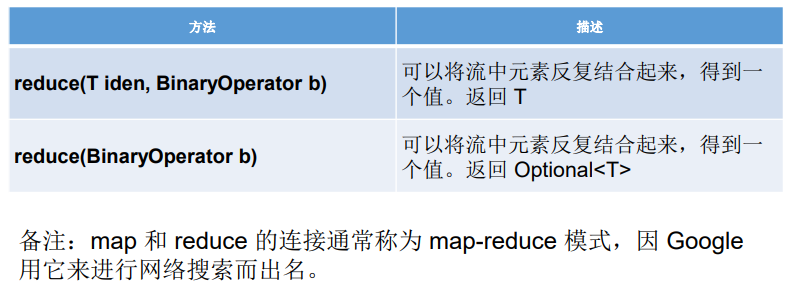 方法
描述
reduce(T iden, BinaryOperator b)
可以将流中元素反复结合起来，得到一
个值。返回 T
reduce(BinaryOperator b)
可以将流中元素反复结合起来，得到一
个值。返回 Optional<T>
备注：map 和 reduce 的连接通常称为 map-reduce 模式，因 Google
用它来进行网络搜索而出名。